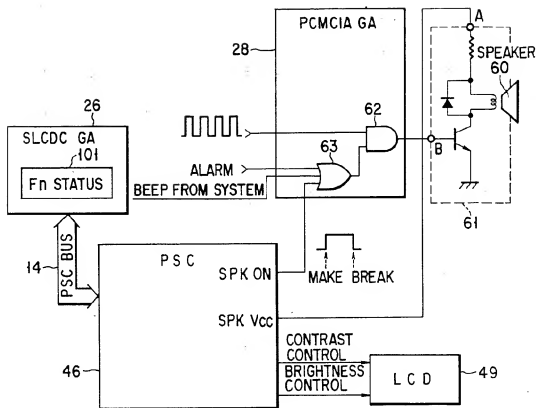 PCMCIA GA
28
A
SPEAKER
60
26
SLCDC GA
101
Fn STATUS
62
63
ALARM
BEEP FROM SYSTEM
B
61
14
PSC BUS
PSC
SPK ON
MAKE BREAK
SPK Vcc
CONTRAST
CONTROL
BRIGHTNESS
CONTROL
46
LCD
49